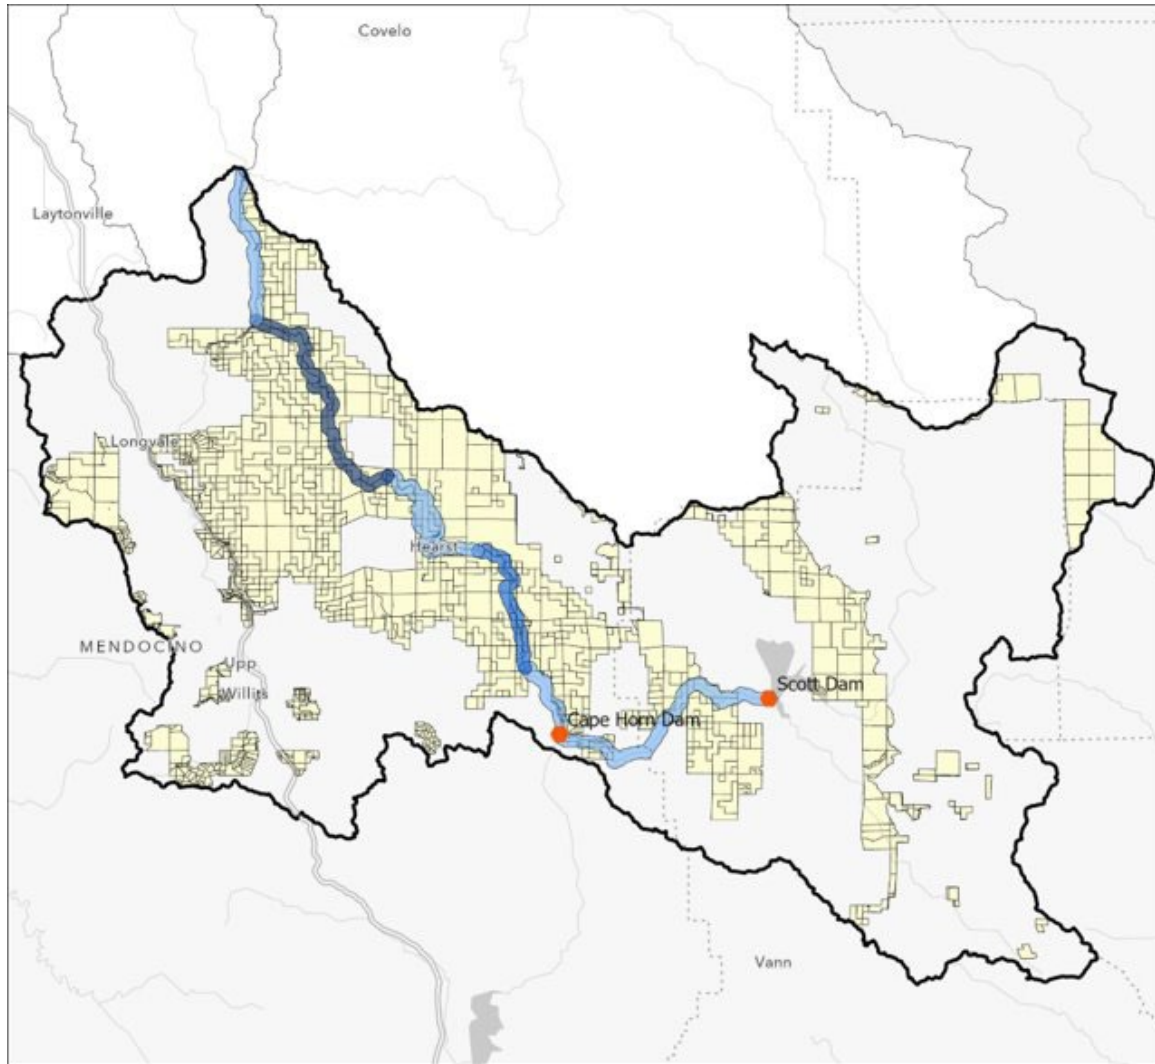 Covelo
Laytonville
Longvale
Hearst
MENDOCINO
Upp
Willits
Scott Dam
Cape Horn Dam
Vann